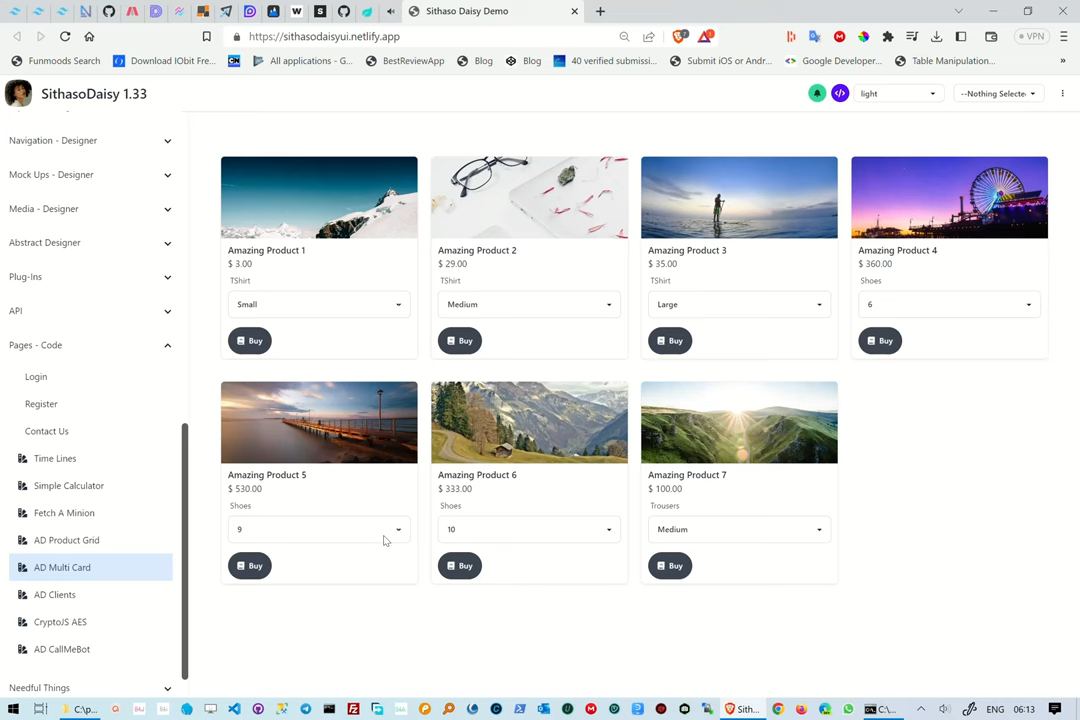 Sithaso Daisy Demo
https://sithasodaisyui.netlify.app
VPN
Funmoods Search
Download IObit Fre...
All applications - G...
BestReviewApp
Blog
Blog
40 verified submissi...
Submit iOS or Andr...
Google Developer...
Table Manipulation...
SithasoDaisy 1.33
light
--Nothing Selecte
Navigation - Designer
Mock Ups - Designer
Media - Designer
Abstract Designer
Plug-Ins
API
Pages - Code
Login
Register
Contact Us
Time Lines
Simple Calculator
Fetch A Minion
AD Product Grid
AD Multi Card
AD Clients
CryptoJS AES
AD CallMeBot
Needful Things
Amazing Product 1
$ 3.00
TShirt
Small
Buy
Amazing Product 2
$ 29.00
TShirt
Medium
Buy
Amazing Product 3
$ 35.00
TShirt
Large
Buy
Amazing Product 4
$ 360.00
Shoes
6
Buy
Amazing Product 5
$ 530.00
Shoes
9
Buy
Amazing Product 6
$ 333.00
Shoes
10
Buy
Amazing Product 7
$ 100.00
Trousers
Medium
Buy
C:\p...
Sith...
C:\...
ENG
06:13